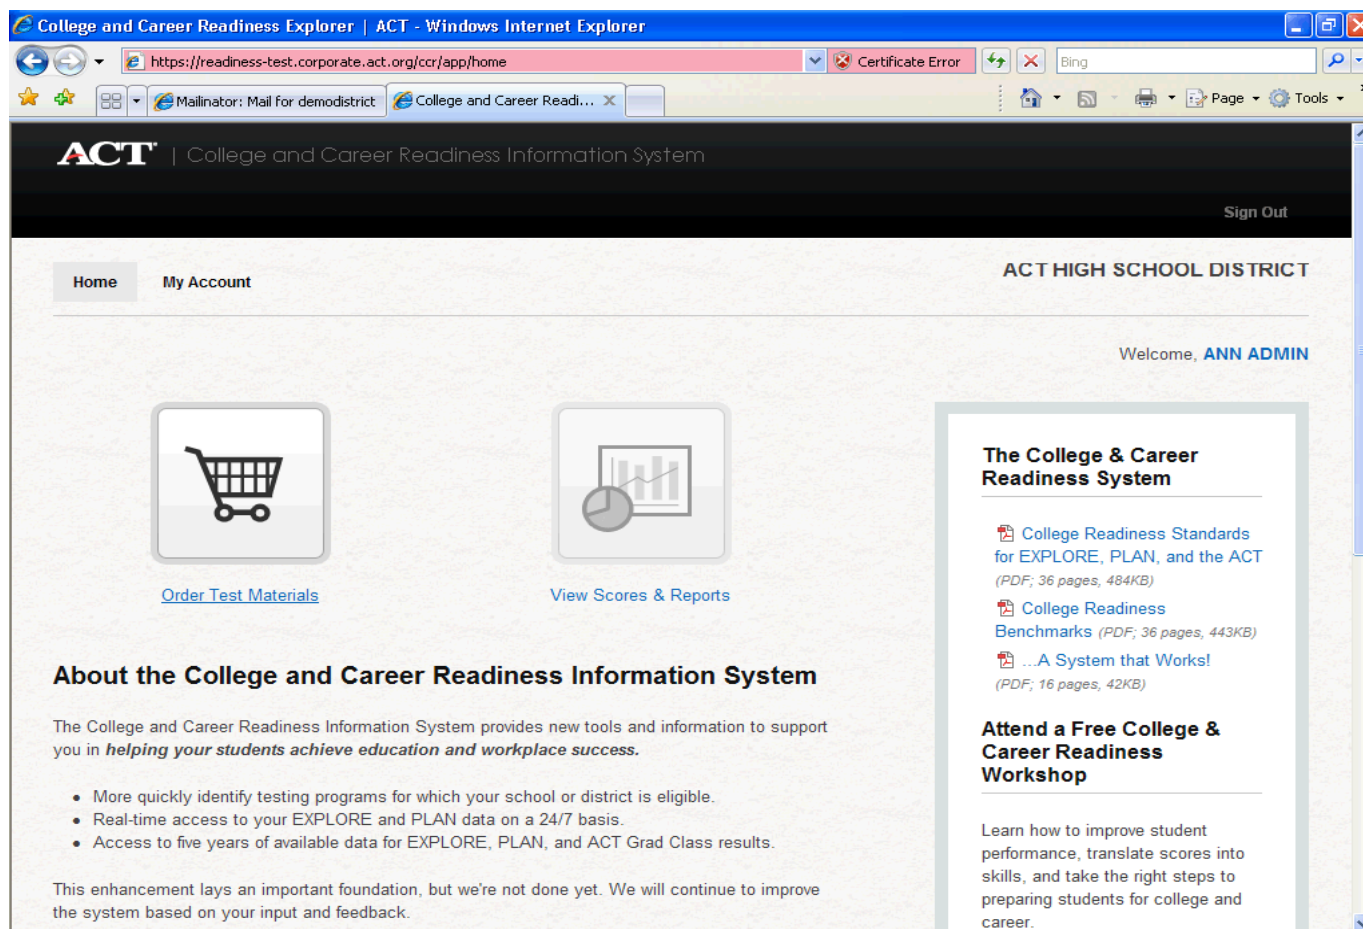 College and Career Readiness Explorer | ACT - Windows Internet Explorer
https://readiness-test.corporate.act.org/ccr/app/home
Certificate Error
Bing
Mailinator: Mail for demodistrict
College and Career Readi...
Page
Tools
ACT | College and Career Readiness Information System
Sign Out
Home
My Account
ACT HIGH SCHOOL DISTRICT
Welcome, ANN ADMIN
Order Test Materials
View Scores & Reports
About the College and Career Readiness Information System
The College and Career Readiness Information System provides new tools and information to support
you in helping your students achieve education and workplace success.
• More quickly identify testing programs for which your school or district is eligible.
• Real-time access to your EXPLORE and PLAN data on a 24/7 basis.
• Access to five years of available data for EXPLORE, PLAN, and ACT Grad Class results.
This enhancement lays an important foundation, but we're not done yet. We will continue to improve
the system based on your input and feedback.
The College & Career
Readiness System
College Readiness Standards
for EXPLORE, PLAN, and the ACT
(PDF; 36 pages, 484KB)
College Readiness
Benchmarks (PDF; 36 pages, 443KB)
...A System that Works!
(PDF; 16 pages, 42KB)
Attend a Free College &
Career Readiness
Workshop
Learn how to improve student
performance, translate scores into
skills, and take the right steps to
preparing students for college and
career.